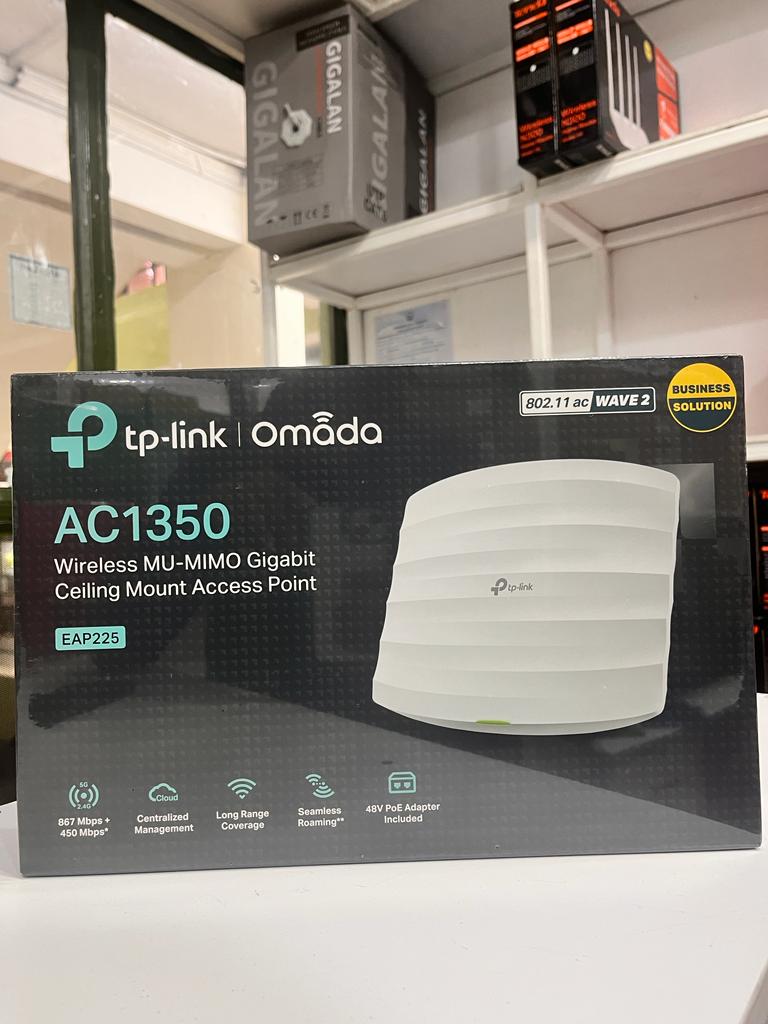 GIGALAN
GIGALAN
GIGALAN
GIGALAN
tp-link | Omada
802.11 ac WAVE 2
BUSINESS
SOLUTION
AC1350
Wireless MU-MIMO Gigabit
Ceiling Mount Access Point
EAP225
tp-link
5G
2.4G
867 Mbps +
450 Mbps*
Cloud
Centralized
Management
Long Range
Coverage
Seamless
Roaming**
48V PoE Adapter
Included